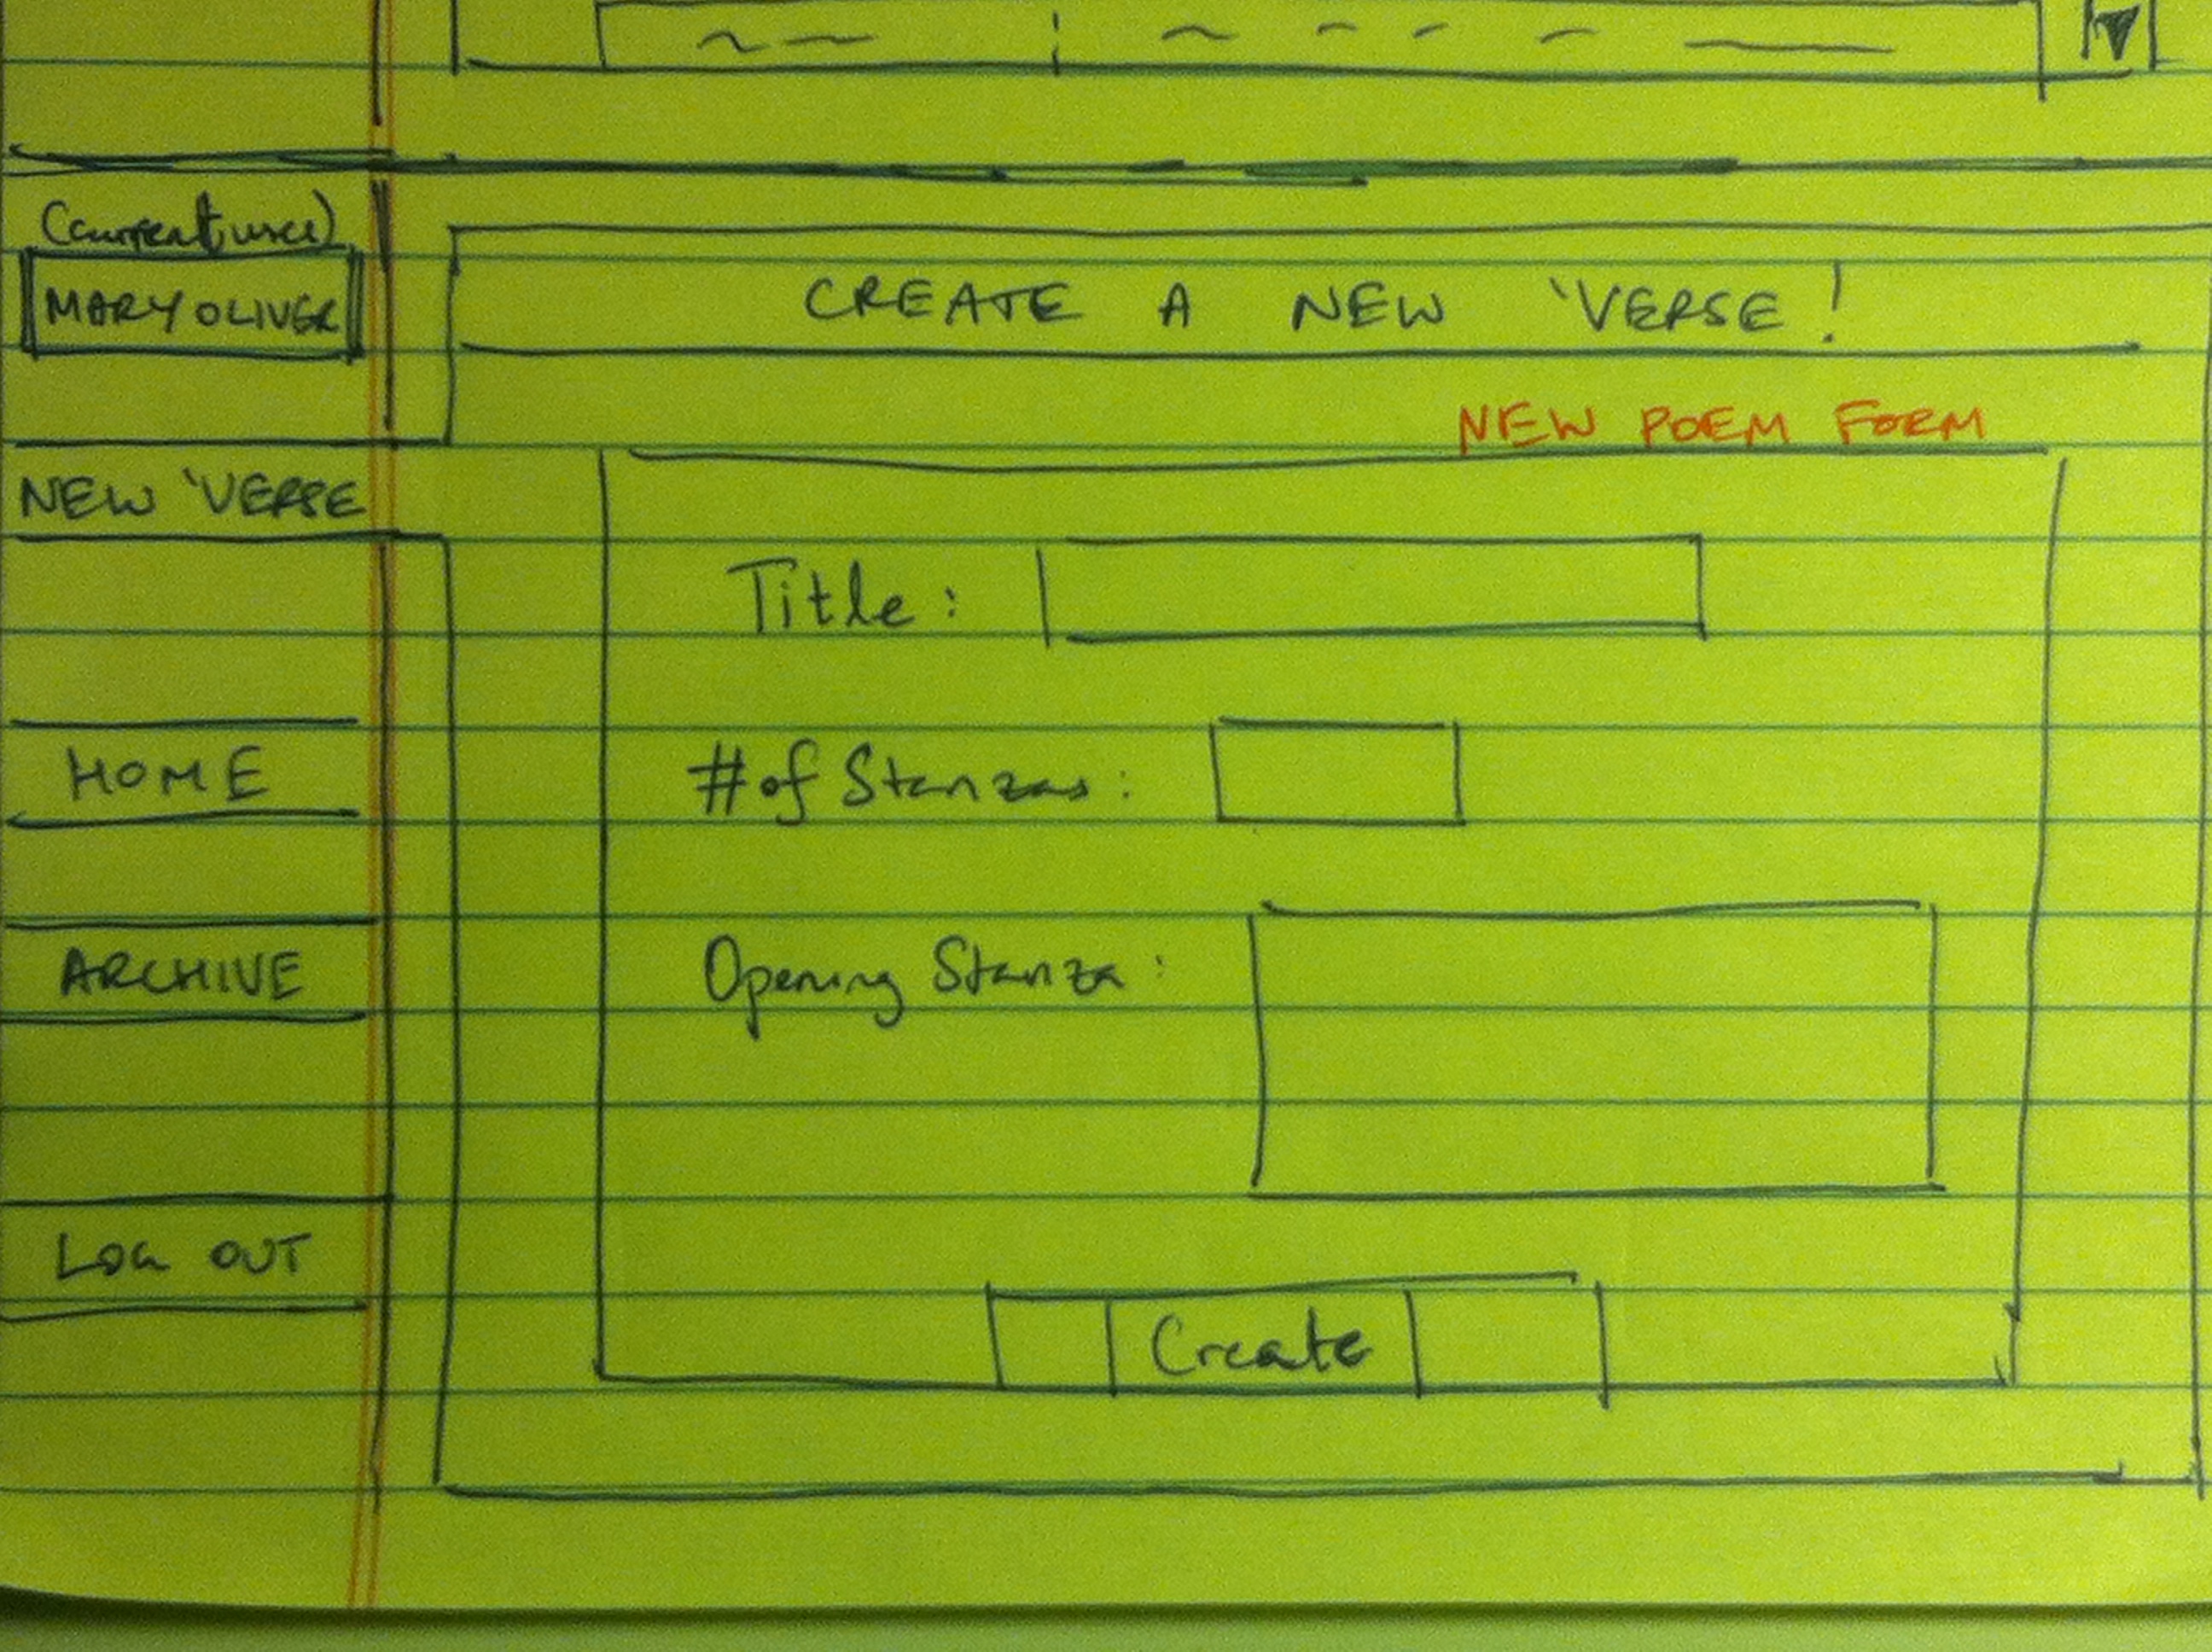 (current user)
MARY OLIVER
CREATE A NEW 'VERSE!
NEW POEM FORM
NEW 'VERSE
Title:
HOME
# of Stanzas:
ARCHIVE
Opening Stanza:
LOG OUT
Create